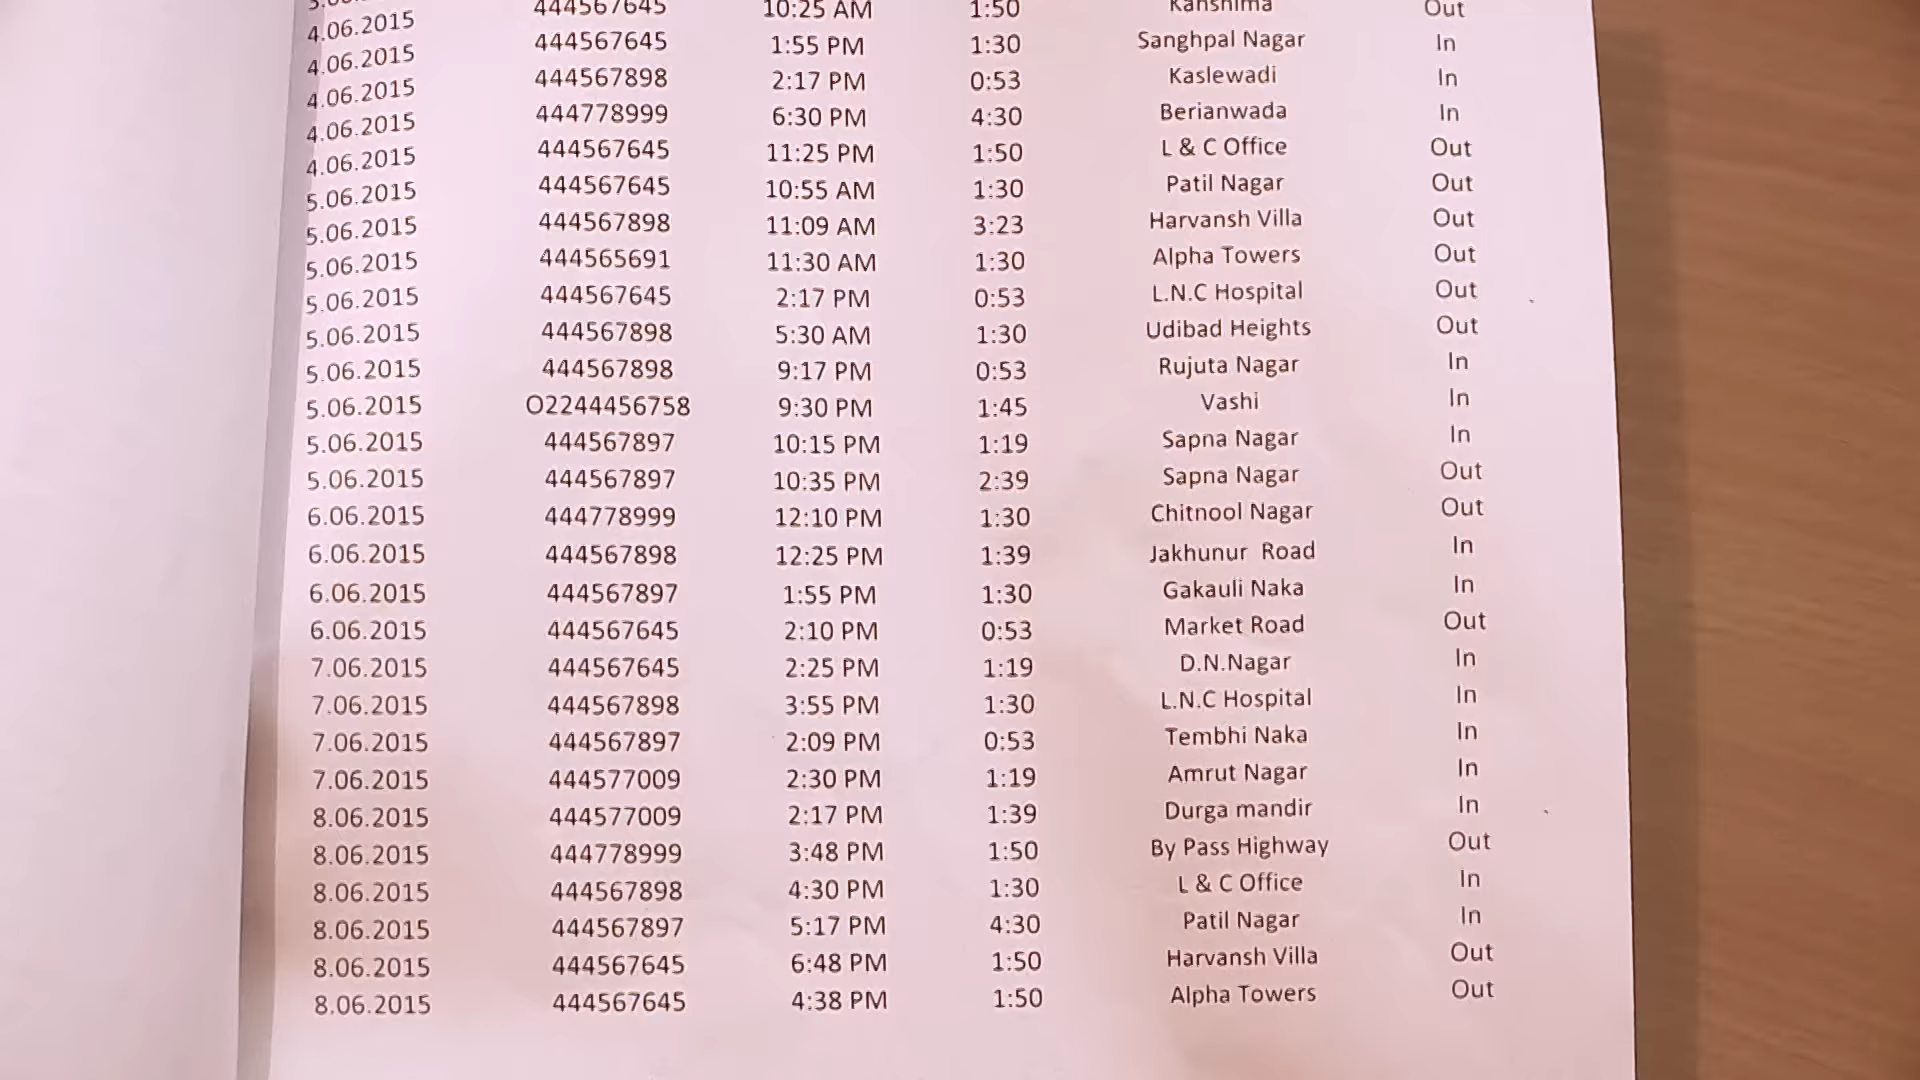 4.06.2015 444567645 10:25 AM 1:50 Kanshima Out
4.06.2015 444567645 1:55 PM 1:30 Sanghpal Nagar In
4.06.2015 444567898 2:17 PM 0:53 Kaslewadi In
4.06.2015 444778999 6:30 PM 4:30 Berianwada In
4.06.2015 444567645 11:25 PM 1:50 L & C Office Out
5.06.2015 444567645 10:55 AM 1:30 Patil Nagar Out
5.06.2015 444567898 11:09 AM 3:23 Harvansh Villa Out
5.06.2015 444565691 11:30 AM 1:30 Alpha Towers Out
5.06.2015 444567645 2:17 PM 0:53 L.N.C Hospital Out
5.06.2015 444567898 5:30 AM 1:30 Udibad Heights Out
5.06.2015 444567898 9:17 PM 0:53 Rujuta Nagar In
5.06.2015 O2244456758 9:30 PM 1:45 Vashi In
5.06.2015 444567897 10:15 PM 1:19 Sapna Nagar In
5.06.2015 444567897 10:35 PM 2:39 Sapna Nagar Out
6.06.2015 444778999 12:10 PM 1:30 Chitnool Nagar Out
6.06.2015 444567898 12:25 PM 1:39 Jakhunur Road In
6.06.2015 444567897 1:55 PM 1:30 Gakauli Naka In
6.06.2015 444567645 2:10 PM 0:53 Market Road Out
7.06.2015 444567645 2:25 PM 1:19 D.N.Nagar In
7.06.2015 444567898 3:55 PM 1:30 L.N.C Hospital In
7.06.2015 444567897 2:09 PM 0:53 Tembhi Naka In
7.06.2015 444577009 2:30 PM 1:19 Amrut Nagar In
8.06.2015 444577009 2:17 PM 1:39 Durga mandir In
8.06.2015 444778999 3:48 PM 1:50 By Pass Highway Out
8.06.2015 444567898 4:30 PM 1:30 L & C Office In
8.06.2015 444567897 5:17 PM 4:30 Patil Nagar In
8.06.2015 444567645 6:48 PM 1:50 Harvansh Villa Out
8.06.2015 444567645 4:38 PM 1:50 Alpha Towers Out